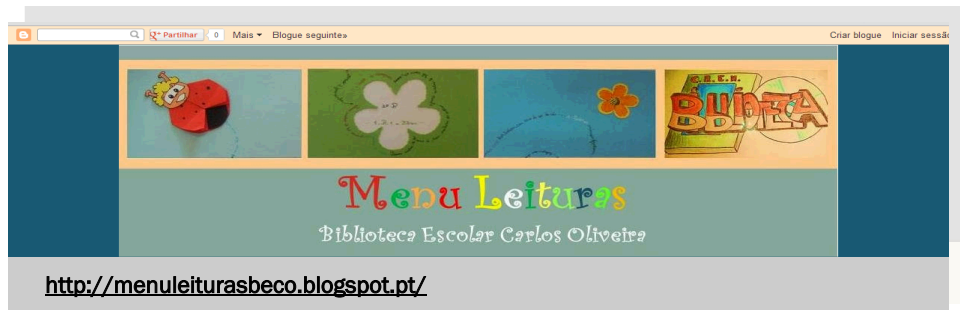 Partilhar 0 Mais Blogue seguinte» Criar blogue Iniciar sessão
BIBLIOTECA
Menu Leituras
Biblioteca Escolar Carlos Oliveira
http://menuleiturasbeco.blogspot.pt/